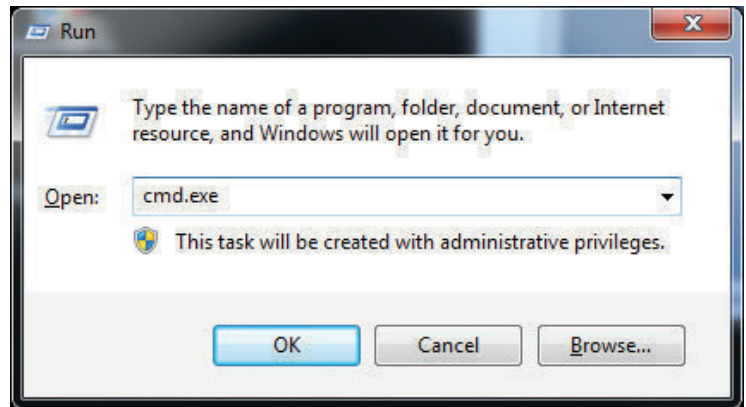 Run
Type the name of a program, folder, document, or Internet
resource, and Windows will open it for you.
Open:
cmd.exe
This task will be created with administrative privileges.
OK
Cancel
Browse...